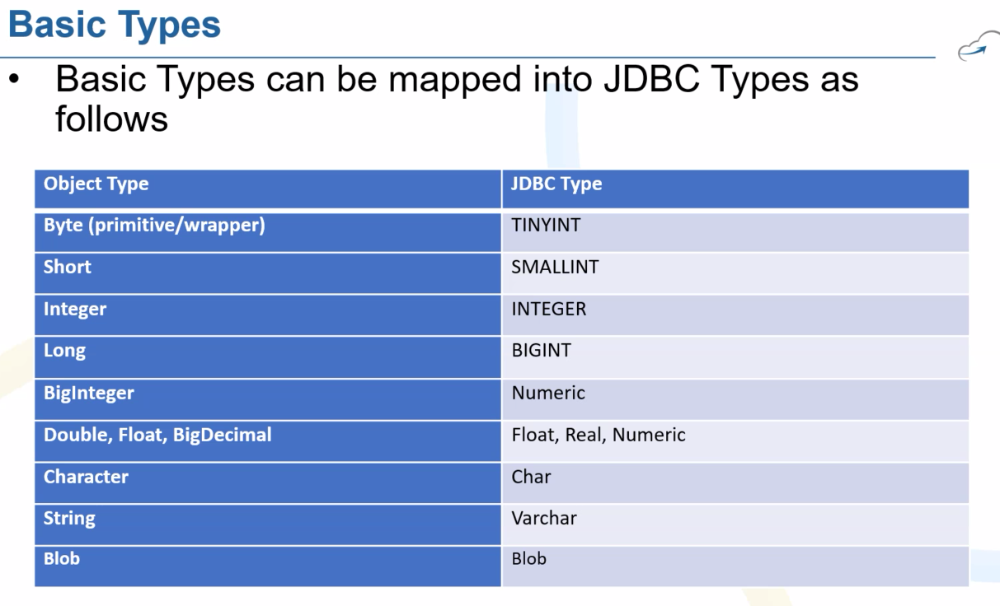 Basic Types
• Basic Types can be mapped into JDBC Types as
follows
Object Type JDBC Type
Byte (primitive/wrapper) TINYINT
Short SMALLINT
Integer INTEGER
Long BIGINT
BigInteger Numeric
Double, Float, BigDecimal Float, Real, Numeric
Character Char
String Varchar
Blob Blob